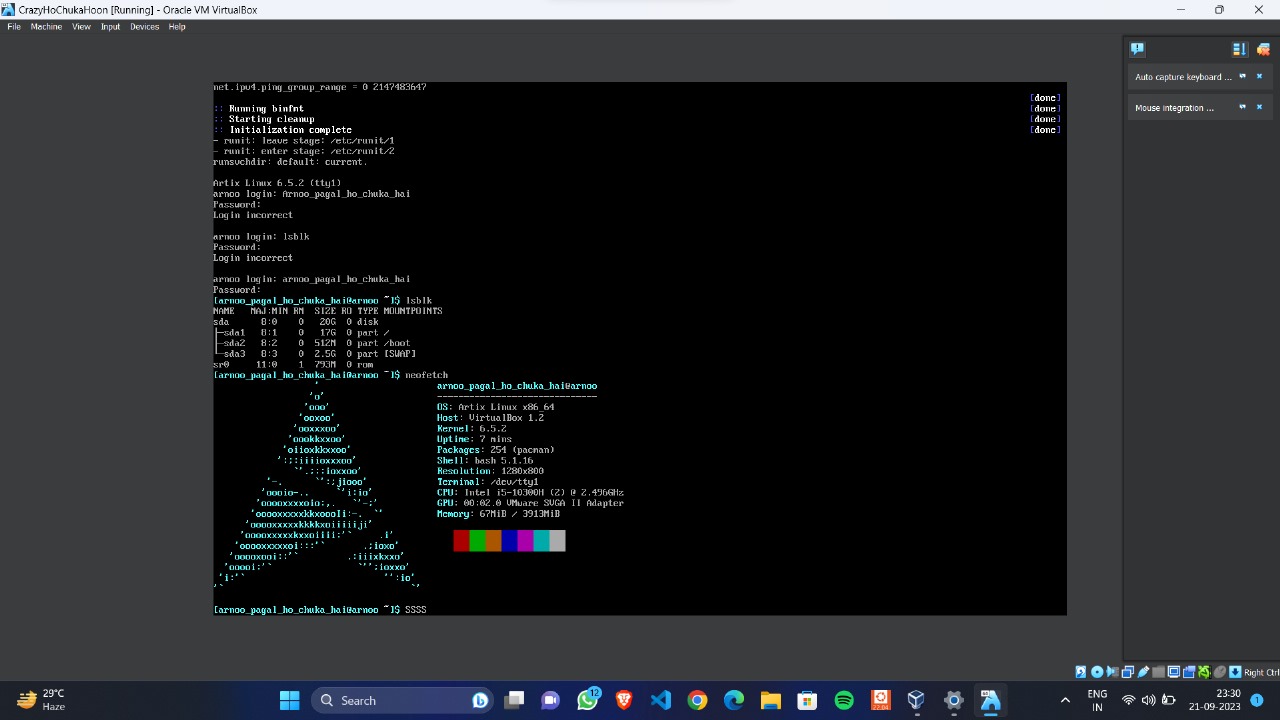 CrazyHoChukaHoon [Running] - Oracle VM VirtualBox
File Machine View Input Devices Help
Auto capture keyboard ...
Mouse integration ...
net.ipv4.ping_group_range = 0 2147483647
[done]
:: Running binfmt [done]
:: Starting cleanup [done]
:: Initialization complete [done]
- runit: leave stage: /etc/runit/1
- runit: enter stage: /etc/runit/2
runsvchdir: default: current.
Artix Linux 6.5.2 (tty1)
arnoo login: Arnoo_pagal_ho_chuka_hai
Password:
Login incorrect
arnoo login: lsblk
Password:
Login incorrect
arnoo login: arnoo_pagal_ho_chuka_hai
Password:
[arnoo_pagal_ho_chuka_hai@arnoo ~]$ lsblk
NAME MAJ:MIN RM SIZE RO TYPE MOUNTPOINTS
sda 8:0 0 20G 0 disk
├─sda1 8:1 0 17G 0 part /
├─sda2 8:2 0 512M 0 part /boot
└─sda3 8:3 0 2.5G 0 part [SWAP]
sr0 11:0 1 793M 0 rom
[arnoo_pagal_ho_chuka_hai@arnoo ~]$ neofetch
arnoo_pagal_ho_chuka_hai@arnoo
------------------------------
OS: Artix Linux x86_64
Host: VirtualBox 1.2
Kernel: 6.5.2
Uptime: 7 mins
Packages: 254 (pacman)
Shell: bash 5.1.16
Resolution: 1280x800
Terminal: /dev/tty1
CPU: Intel i5-10300H (2) @ 2.496GHz
GPU: 00:02.0 VMware SVGA II Adapter
Memory: 67MiB / 3913MiB
[arnoo_pagal_ho_chuka_hai@arnoo ~]$ SSSS
Right Ctrl
29°C
Haze
Search
12
22.04
ENG
IN
23:30
21-09-2023
1